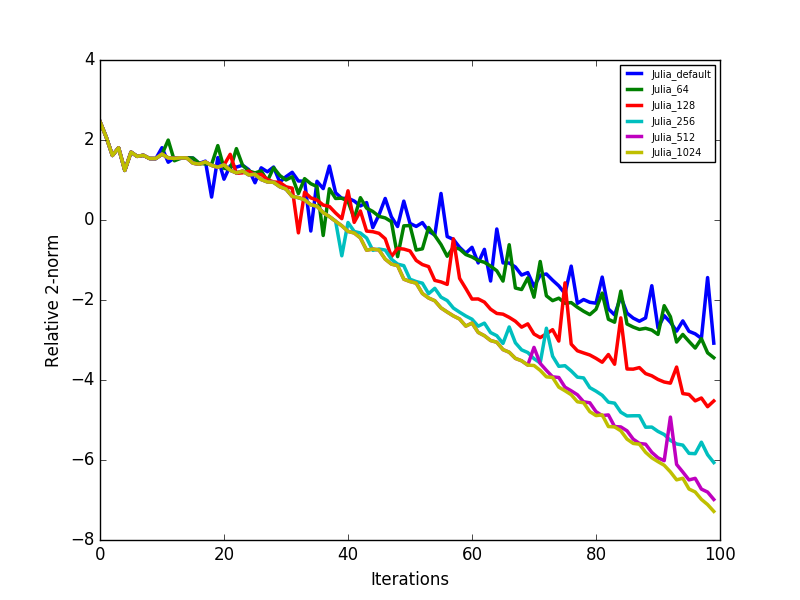 4
2
0
−2
−4
−6
−8
0 20 40 60 80 100
Relative 2-norm
Iterations
Julia_default
Julia_64
Julia_128
Julia_256
Julia_512
Julia_1024